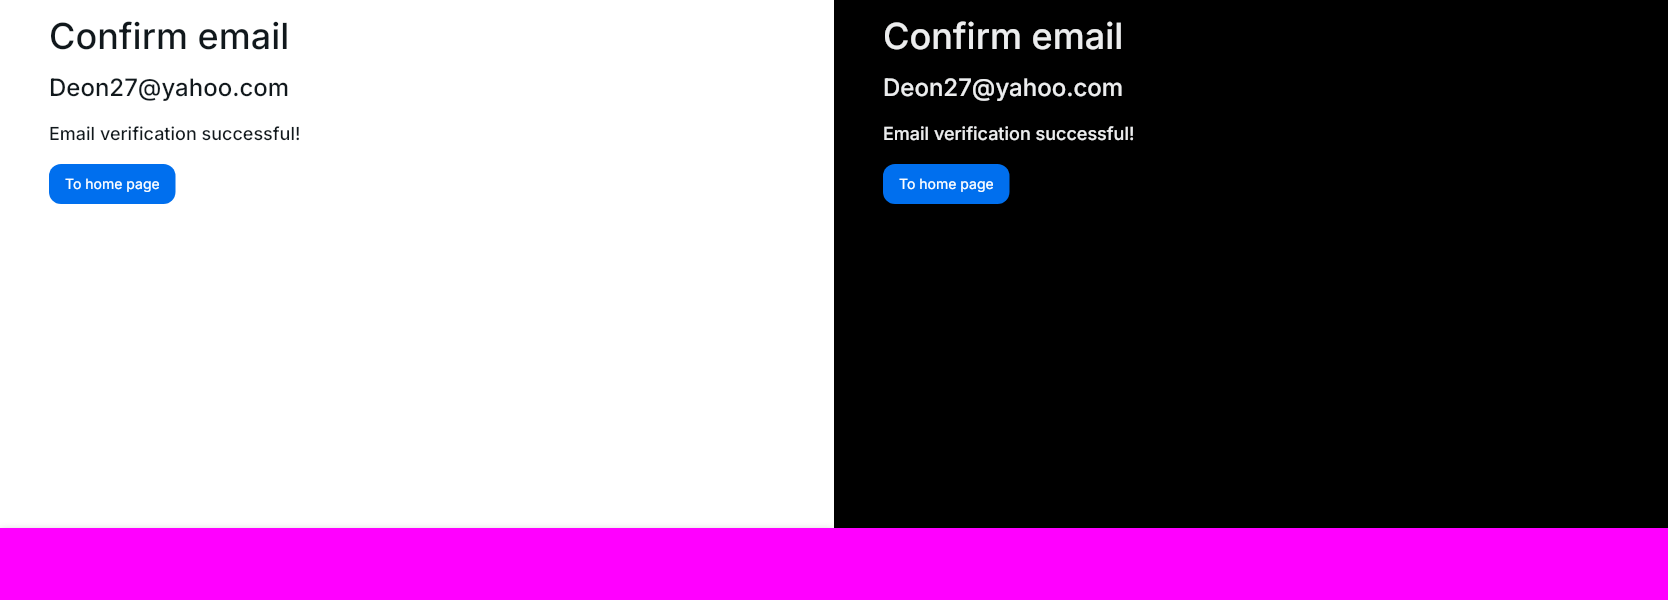 Confirm email
Deon27@yahoo.com
Email verification successful!
To home page
Confirm email
Deon27@yahoo.com
Email verification successful!
To home page